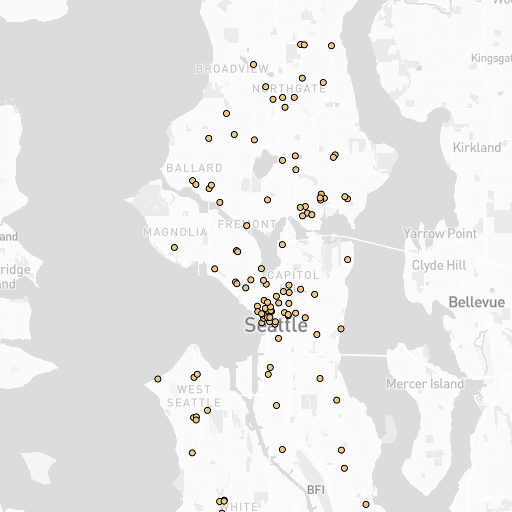 Kingsga
BROADVIEW
NORTHGATE
Kirkland
BALLARD
FREMONT
MAGNOLIA
Yarrow Point
land
Clyde Hill
ridge
land
CAPITOL
Bellevue
Seattle
Mercer Island
WEST
SEATTLE
BFI
WHITE